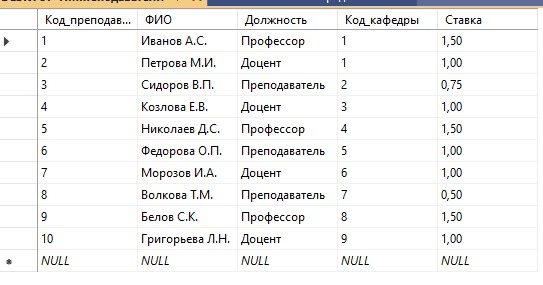 Код_преподав... ФИО Должность Код_кафедры Ставка
1 Иванов А.С. Профессор 1 1,50
2 Петрова М.И. Доцент 1 1,00
3 Сидоров В.П. Преподаватель 2 0,75
4 Козлова Е.В. Доцент 3 1,00
5 Николаев Д.С. Профессор 4 1,50
6 Федорова О.П. Преподаватель 5 1,00
7 Морозов И.А. Доцент 6 1,00
8 Волкова Т.М. Преподаватель 7 0,50
9 Белов С.К. Профессор 8 1,50
10 Григорьева Л.Н. Доцент 9 1,00
NULL NULL NULL NULL NULL